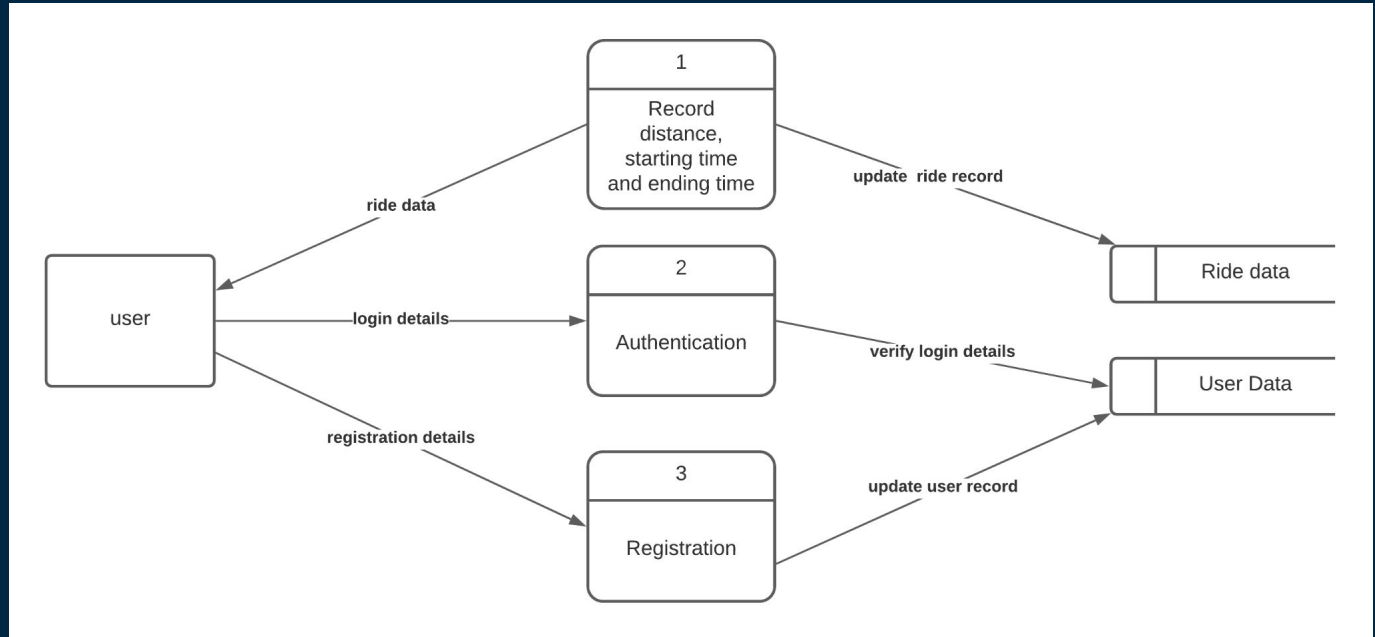 1
Record
distance,
starting time
and ending time
update ride record
ride data
2
Ride data
user
login details
Authentication
verify login details
User Data
registration details
3
update user record
Registration